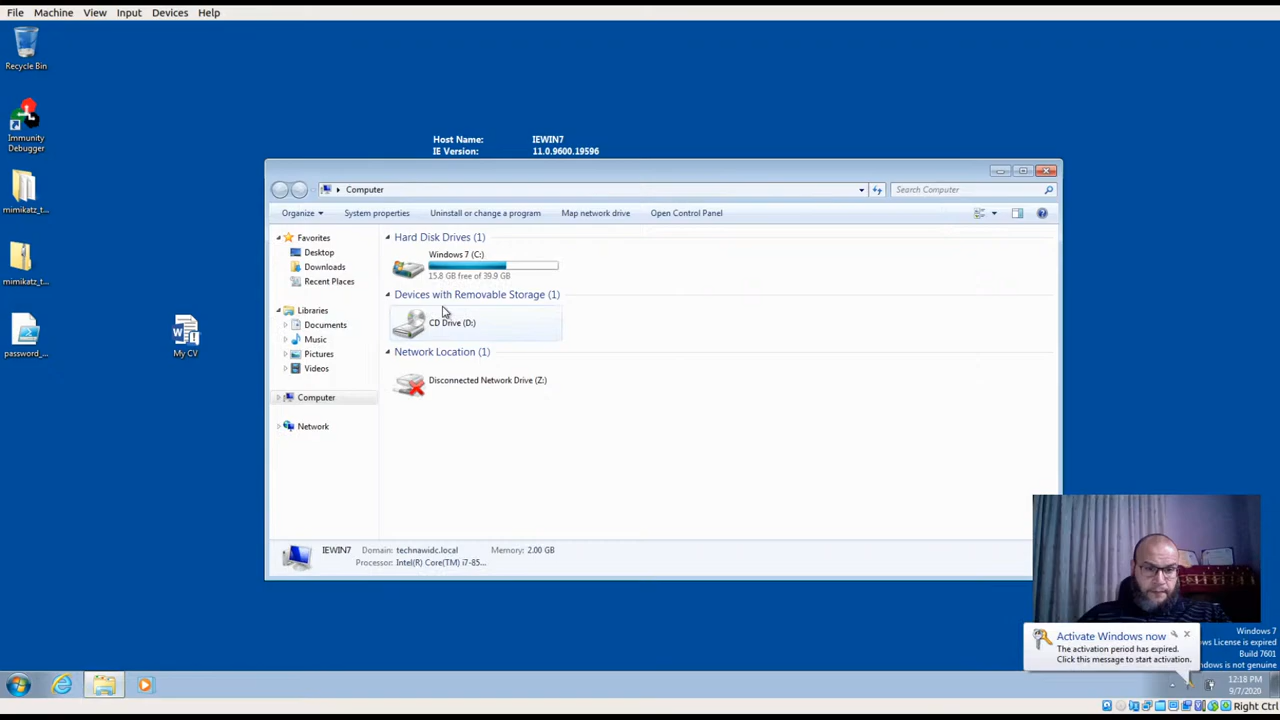 File Machine View Input Devices Help
Recycle Bin
Immunity
Debugger
mimikatz_t...
mimikatz_t...
password_...
My CV
Host Name: IEWIN7
IE Version: 11.0.9600.19596
Computer
Search Computer
Organize System properties Uninstall or change a program Map network drive Open Control Panel
Favorites
Desktop
Downloads
Recent Places
Libraries
Documents
Music
Pictures
Videos
Computer
Network
Hard Disk Drives (1)
Windows 7 (C:)
15.8 GB free of 39.9 GB
Devices with Removable Storage (1)
CD Drive (D:)
Network Location (1)
Disconnected Network Drive (Z:)
IEWIN7 Domain: technawidc.local Memory: 2.00 GB
Processor: Intel(R) Core(TM) i7-85...
Activate Windows now
The activation period has expired.
Click this message to start activation.
Windows 7
License is expired
Build 7601
is not genuine
12:18 PM
9/7/2020
Right Ctrl